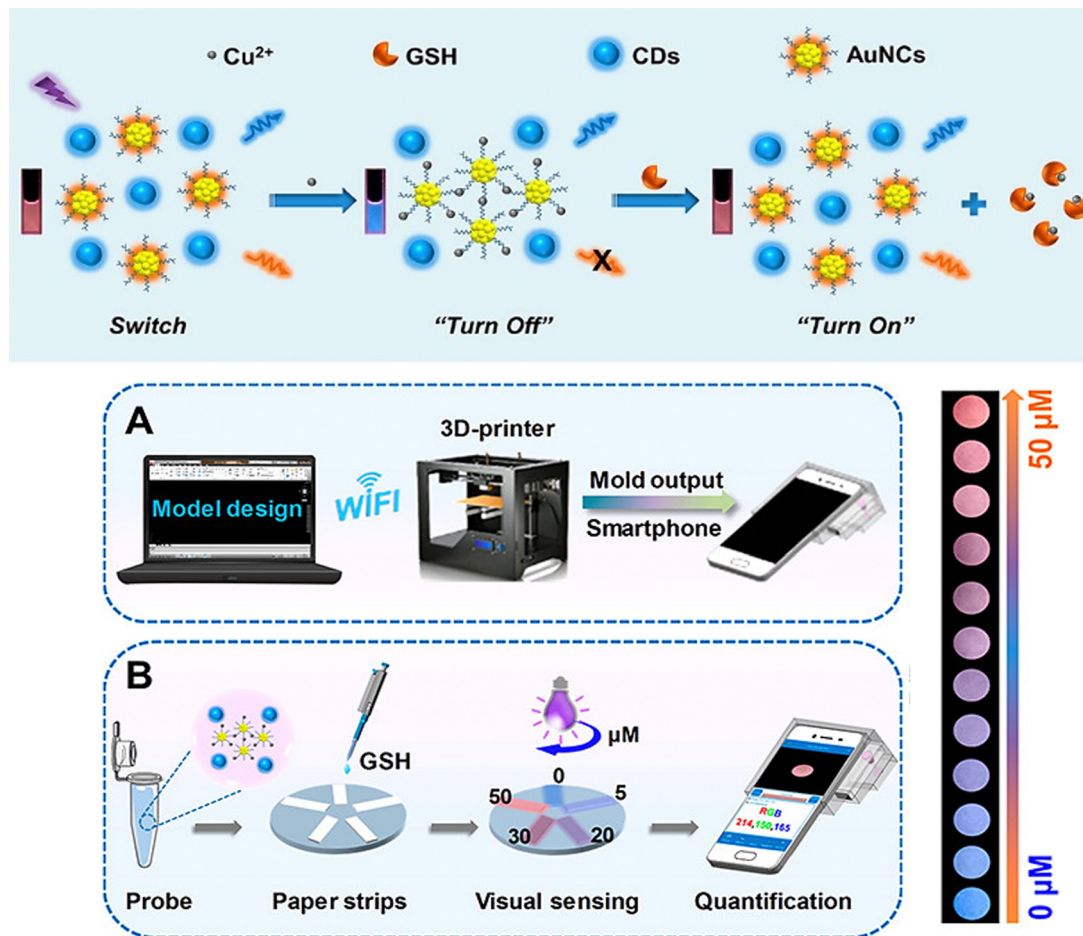 Cu²⁺ GSH CDs AuNCs
X
Switch “Turn Off” “Turn On”
A
Model design
WiFi
3D-printer
Mold output
Smartphone
B
GSH
μM
0
5
20
30
50
RGB
214,150,165
Probe Paper strips Visual sensing Quantification
50 μM
0 μM